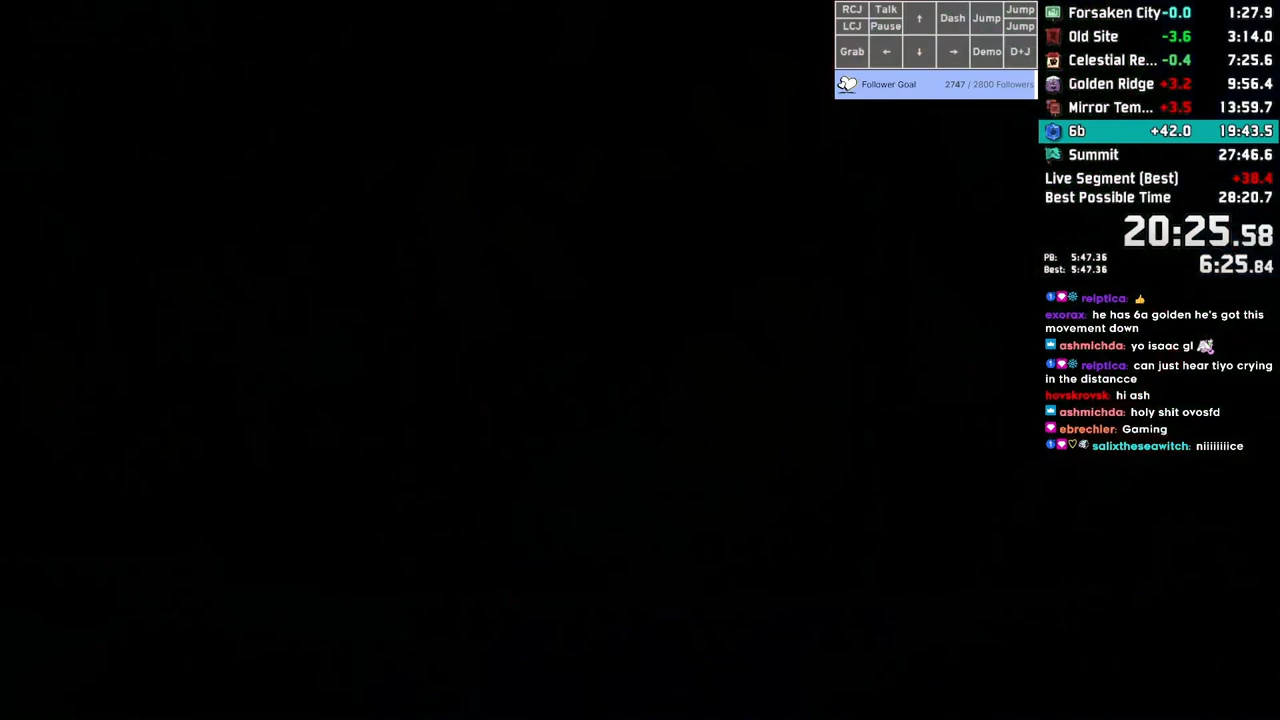 RCJ Talk ↑ Dash Jump Jump
LCJ Pause Jump
Grab ← ↓ → Demo D+J
Follower Goal 2747 / 2800 Followers
Forsaken City -0.0 1:27.9
Old Site -3.6 3:14.0
Celestial Re... -0.4 7:25.6
Golden Ridge +3.2 9:56.4
Mirror Tem... +3.5 13:59.7
6b +42.0 19:43.5
Summit 27:46.6
Live Segment (Best) +38.4
Best Possible Time 28:20.7
20:25.58
PB: 5:47.36
Best: 5:47.36
6:25.84
reiptica: 👍
exorax: he has 6a golden he's got this
movement down
ashmichda: yo isaac gl
reiptica: can just hear tiyo crying
in the distancce
hovskrovsk: hi ash
ashmichda: holy shit ovosfd
ebrechler: Gaming
salixtheseawitch: niiiiiiice